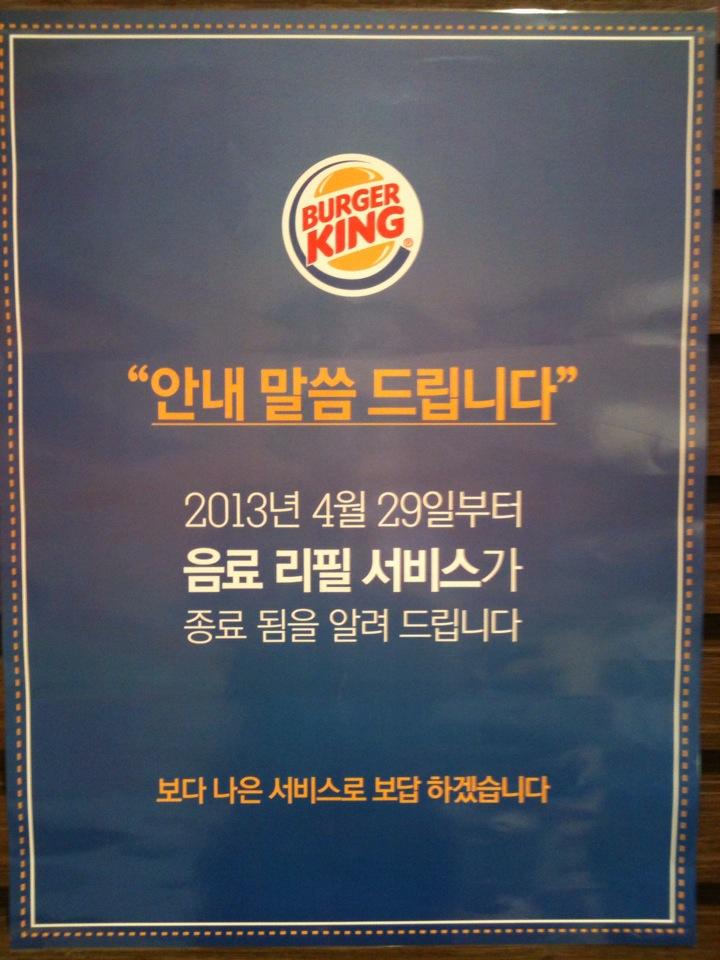 BURGER
KING®
“안내 말씀 드립니다”
2013년 4월 29일부터
음료 리필 서비스가
종료 됨을 알려 드립니다
보다 나은 서비스로 보답 하겠습니다